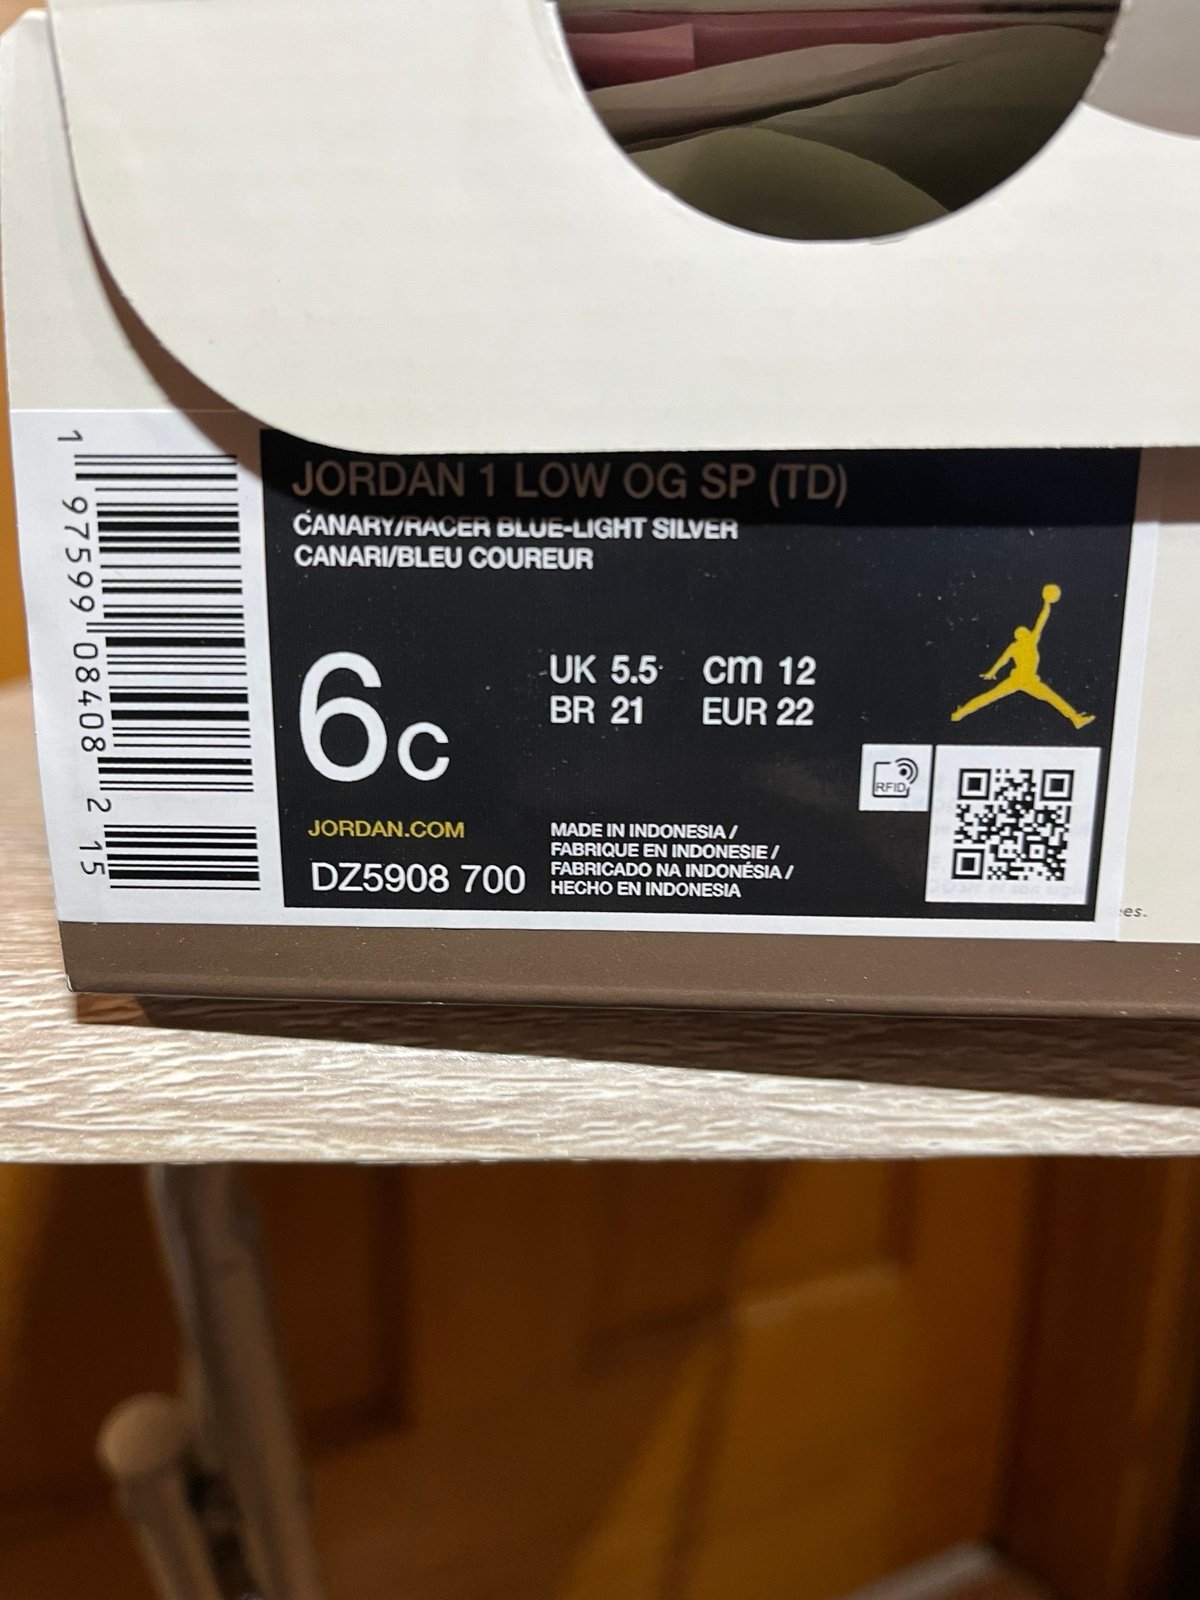 JORDAN 1 LOW OG SP (TD)
CANARY/RACER BLUE-LIGHT SILVER
CANARI/BLEU COUREUR
6c
UK 5.5
cm 12
BR 21
EUR 22
RFID
JORDAN.COM
DZ5908 700
MADE IN INDONESIA /
FABRIQUE EN INDONESIE /
FABRICADO NA INDONÉSIA /
HECHO EN INDONESIA
1 97599 08408 2 15